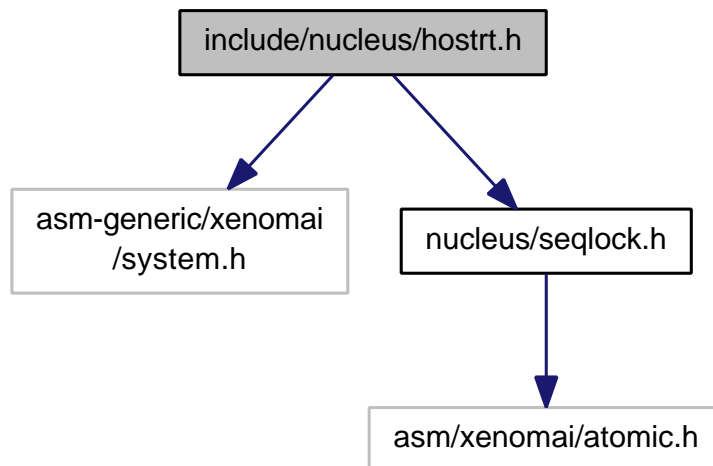 include/nucleus/hostrt.h
asm-generic/xenomai
/system.h
nucleus/seqlock.h
asm/xenomai/atomic.h